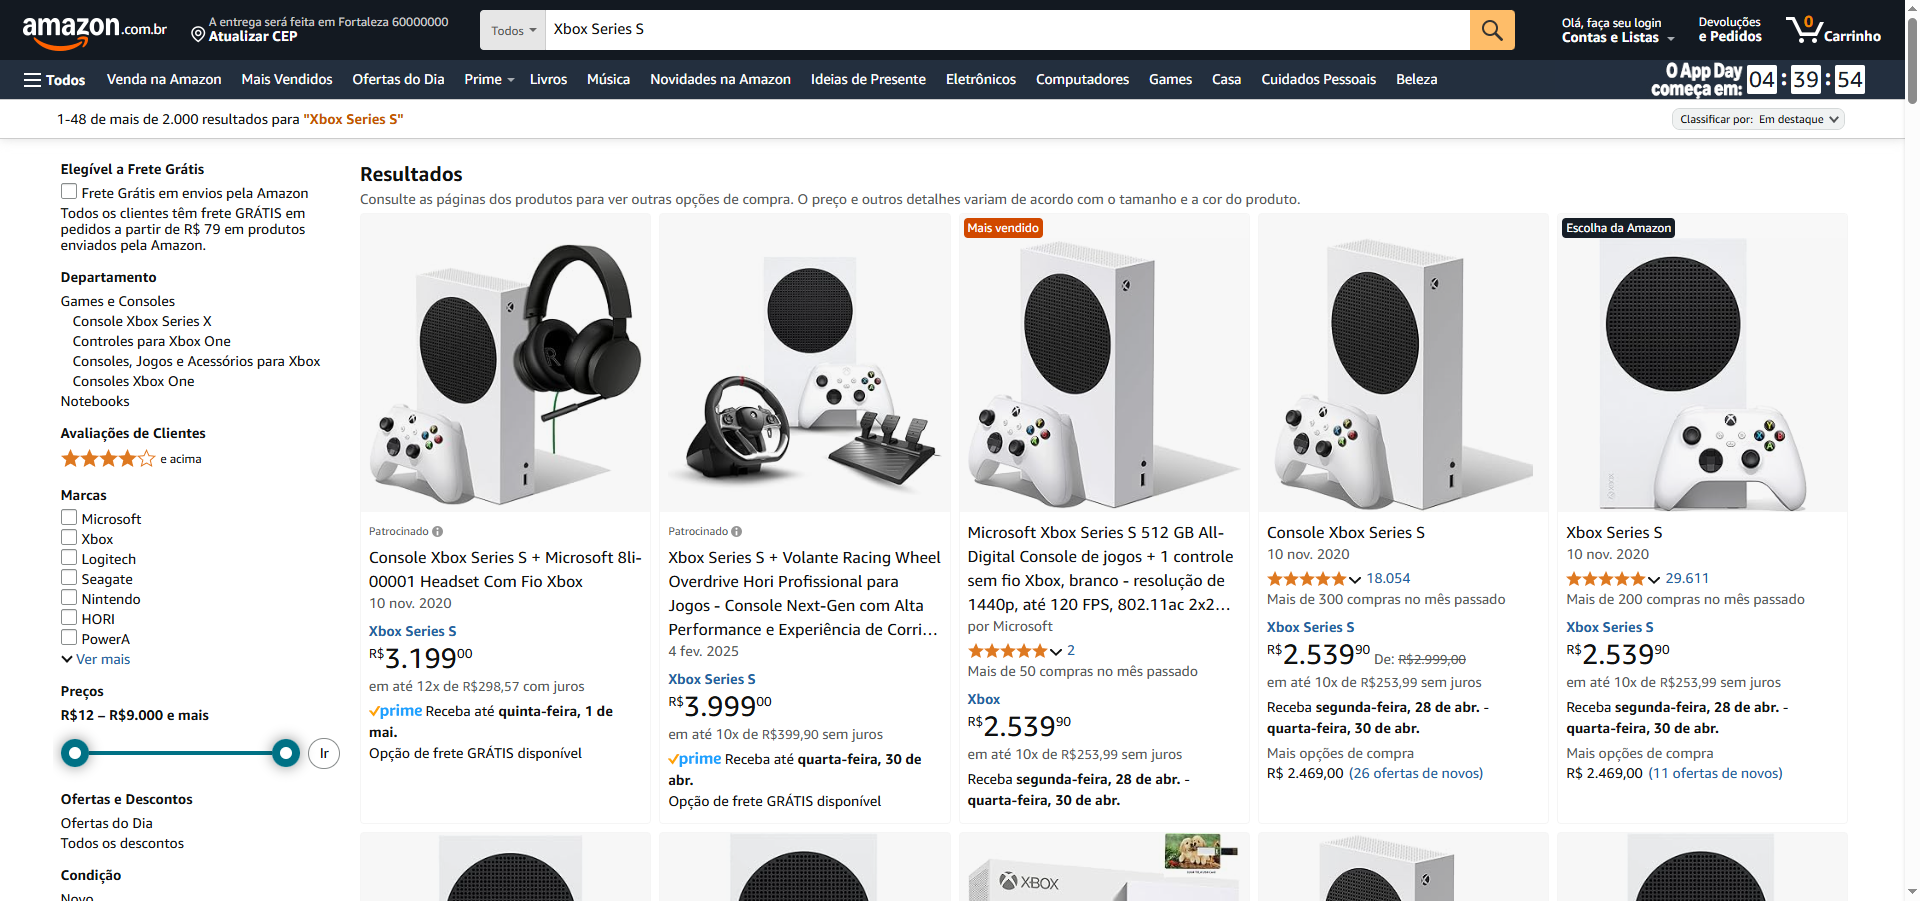 amazon.com.br
A entrega será feita em Fortaleza 60000000
Atualizar CEP
Todos
Xbox Series S
Olá, faça seu login
Contas e Listas
Devoluções
e Pedidos
0
Carrinho
Todos
Venda na Amazon
Mais Vendidos
Ofertas do Dia
Prime
Livros
Música
Novidades na Amazon
Ideias de Presente
Eletrônicos
Computadores
Games
Casa
Cuidados Pessoais
Beleza
O App Day
começa em: 04 : 39 : 54
1-48 de mais de 2.000 resultados para "Xbox Series S"
Classificar por: Em destaque
Elegível a Frete Grátis
Frete Grátis em envios pela Amazon
Todos os clientes têm frete GRÁTIS em
pedidos a partir de R$ 79 em produtos
enviados pela Amazon.
Departamento
Games e Consoles
Console Xbox Series X
Controles para Xbox One
Consoles, Jogos e Acessórios para Xbox
Consoles Xbox One
Notebooks
Avaliações de Clientes
e acima
Marcas
Microsoft
Xbox
Logitech
Seagate
Nintendo
HORI
PowerA
Ver mais
Preços
R$12 – R$9.000 e mais
Ir
Ofertas e Descontos
Ofertas do Dia
Todos os descontos
Condição
Novo
Resultados
Consulte as páginas dos produtos para ver outras opções de compra. O preço e outros detalhes variam de acordo com o tamanho e a cor do produto.
Patrocinado
Console Xbox Series S + Microsoft 8li-
00001 Headset Com Fio Xbox
10 nov. 2020
Xbox Series S
R$3.19900
em até 12x de R$298,57 com juros
prime Receba até quinta-feira, 1 de
mai.
Opção de frete GRÁTIS disponível
Patrocinado
Xbox Series S + Volante Racing Wheel
Overdrive Hori Profissional para
Jogos - Console Next-Gen com Alta
Performance e Experiência de Corri...
4 fev. 2025
Xbox Series S
R$3.99900
em até 10x de R$399,90 sem juros
prime Receba até quarta-feira, 30 de
abr.
Opção de frete GRÁTIS disponível
Mais vendido
Microsoft Xbox Series S 512 GB All-
Digital Console de jogos + 1 controle
sem fio Xbox, branco - resolução de
1440p, até 120 FPS, 802.11ac 2x2...
por Microsoft
2
Mais de 50 compras no mês passado
Xbox
R$2.53990
em até 10x de R$253,99 sem juros
Receba segunda-feira, 28 de abr. -
quarta-feira, 30 de abr.
Console Xbox Series S
10 nov. 2020
18.054
Mais de 300 compras no mês passado
Xbox Series S
R$2.53990 De: R$2.999,00
em até 10x de R$253,99 sem juros
Receba segunda-feira, 28 de abr. -
quarta-feira, 30 de abr.
Mais opções de compra
R$ 2.469,00 (26 ofertas de novos)
Escolha da Amazon
Xbox Series S
10 nov. 2020
29.611
Mais de 200 compras no mês passado
Xbox Series S
R$2.53990
em até 10x de R$253,99 sem juros
Receba segunda-feira, 28 de abr. -
quarta-feira, 30 de abr.
Mais opções de compra
R$ 2.469,00 (11 ofertas de novos)
XBOX